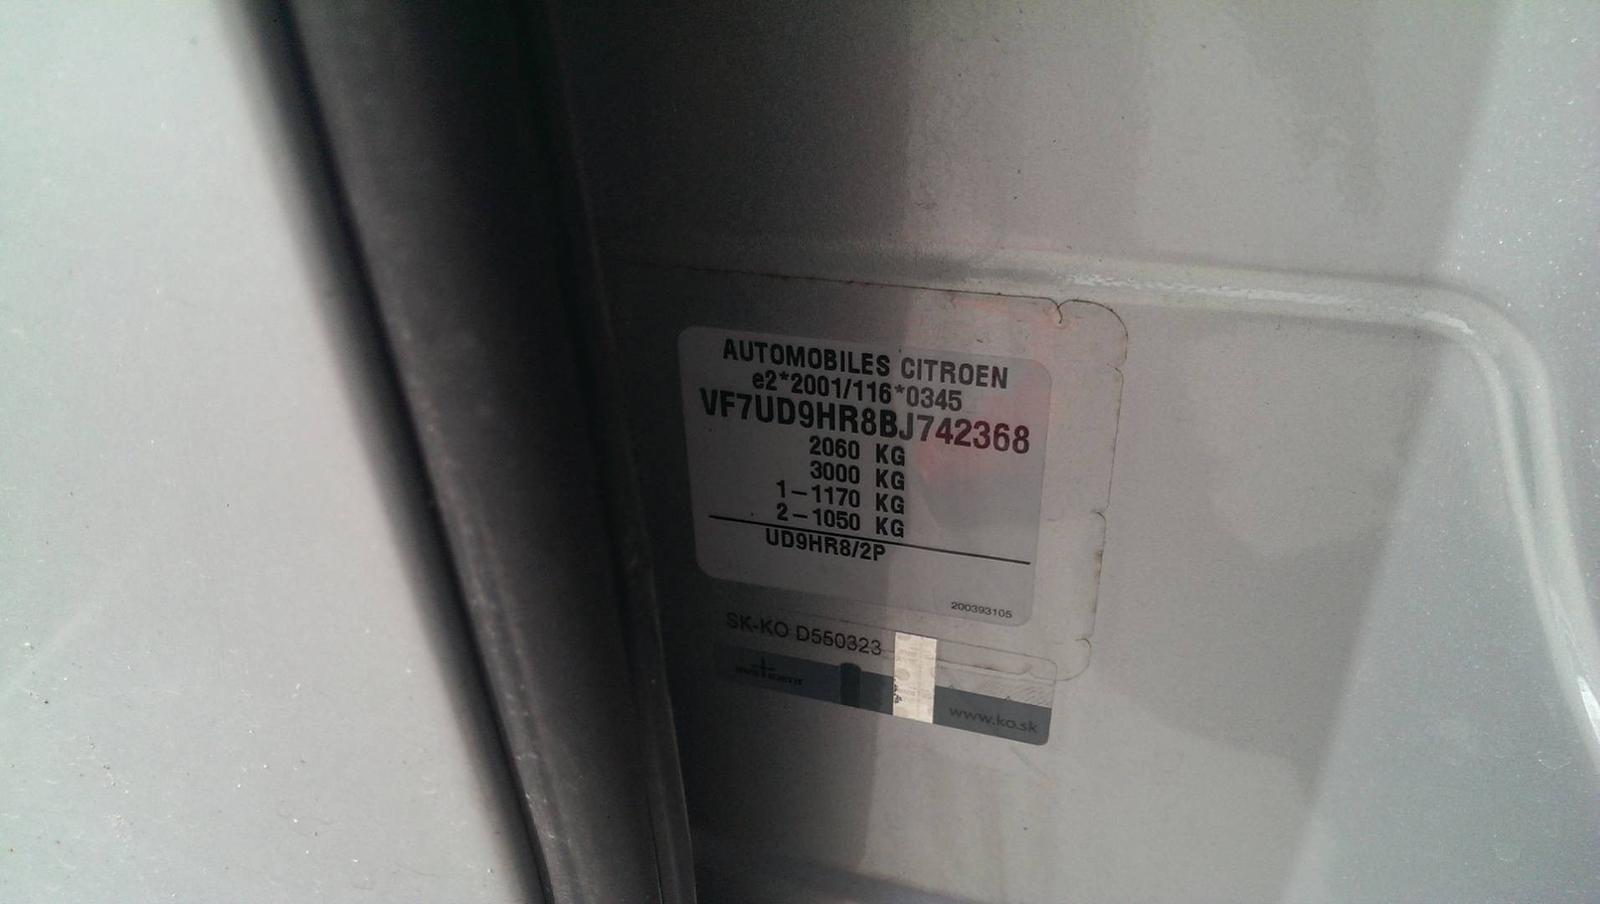 AUTOMOBILES CITROEN
e2*2001/116*0345
VF7UD9HR8BJ742368
2060 KG
3000 KG
1-1170 KG
2-1050 KG
UD9HR8/2P
200393105
SK-KO D550323
www.ko.sk